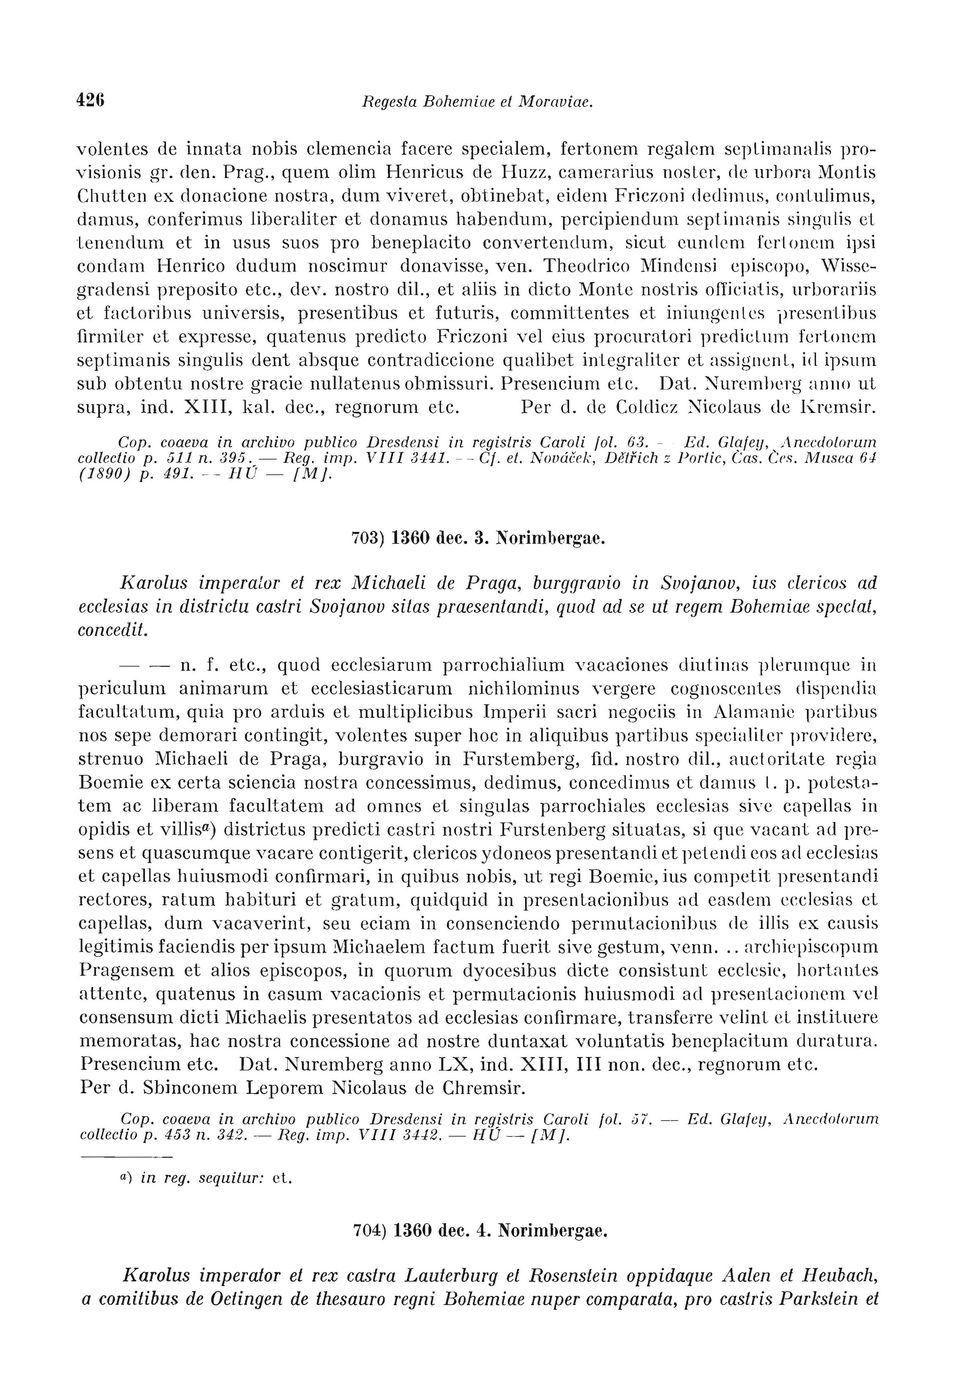 426
Regesta Bohemiae et Moraviae.
volentes de innata nobis clemencia facere specialem, fertonem regalem septimanalis pro-
visionis gr. den. Prag., quem olim Henricus de Huzz, camerarius noster, de urbora Montis
Chutten ex donacione nostra, dum viveret, obtinebat, eidem Friczoni dedimus, contulimus,
damus, conferimus liberaliter et donamus habendum, percipiendum septimanis singulis et
tenendum et in usus suos pro beneplacito convertendum, sicut eundem fertonem ipsi
condam Henrico dudum noscimur donavisse, ven. Theodrico Mindensi episcopo, Wisse-
gradensi preposito etc., dev. nostro dil., et aliis in dicto Monte nostris officiatis, urborariis
et factoribus universis, presentibus et futuris, committentes et iniungentes presentibus
firmiter et expresse, quatenus predicto Friczoni vel eius procuratori predictum fertonem
septimanis singulis dent absque contradiccione qualibet integraliter et assignent, id ipsum
sub obtentu nostre gracie nullatenus obmissuri. Presencium etc. Dat. Nuremberg anno ut
supra, ind. XIII, kal. dec., regnorum etc. Per d. de Coldicz Nicolaus de Kremsir.
Cop. coaeva in archivo publico Dresdensi in registris Caroli fol. 63. — Ed. Glafey, Anecdotorum
collectio p. 511 n. 395. — Reg. imp. VIII 3441. — Cf. et. Nováček, Dětřich z Portic, Čas. Čes. Musea 64
(1890) p. 491. — HÚ — [M].
703) 1360 dec. 3. Norimbergae.
Karolus imperator et rex Michaeli de Praga, burggravio in Svojanov, ius clericos ad
ecclesias in districtu castri Svojanov sitas praesentandi, quod ad se ut regem Bohemiae spectat,
concedit.
— — n. f. etc., quod ecclesiarum parrochialium vacaciones diutinas plerumque in
periculum animarum et ecclesiasticarum nichilominus vergere cognoscentes dispendia
facultatum, quia pro arduis et multiplicibus Imperii sacri negociis in Alamanie partibus
nos sepe demorari contingit, volentes super hoc in aliquibus partibus specialiter providere,
strenuo Michaeli de Praga, burgravio in Furstemberg, fid. nostro dil., auctoritate regia
Boemie ex certa sciencia nostra concessimus, dedimus, concedimus et damus t. p. potesta-
tem ac liberam facultatem ad omnes et singulas parrochiales ecclesias sive capellas in
opidis et villisᵃ) districtus predicti castri nostri Furstenberg situatas, si que vacant ad pre-
sens et quascumque vacare contigerit, clericos ydoneos presentandi et petendi eos ad ecclesias
et capellas huiusmodi confirmari, in quibus nobis, ut regi Boemie, ius competit presentandi
rectores, ratum habituri et gratum, quidquid in presentacionibus ad easdem ecclesias et
capellas, dum vacaverint, seu eciam in consenciendo permutacionibus de illis ex causis
legitimis faciendis per ipsum Michaelem factum fuerit sive gestum, venn. .. archiepiscopum
Pragensem et alios episcopos, in quorum dyocesibus dicte consistunt ecclesie, hortantes
attente, quatenus in casum vacacionis et permutacionis huiusmodi ad presentacionem vel
consensum dicti Michaelis presentatos ad ecclesias confirmare, transferre velint et instituere
memoratas, hac nostra concessione ad nostre duntaxat voluntatis beneplacitum duratura.
Presencium etc. Dat. Nuremberg anno LX, ind. XIII, III non. dec., regnorum etc.
Per d. Sbinconem Leporem Nicolaus de Chremsir.
Cop. coaeva in archivo publico Dresdensi in registris Caroli fol. 57. — Ed. Glafey, Anecdotorum
collectio p. 453 n. 342. — Reg. imp. VIII 3442. — HÚ — [M].
ᵃ) in reg. sequitur: et.
704) 1360 dec. 4. Norimbergae.
Karolus imperator et rex castra Lauterburg et Rosenstein oppidaque Aalen et Heubach,
a comitibus de Oetingen de thesauro regni Bohemiae nuper comparata, pro castris Parkstein et